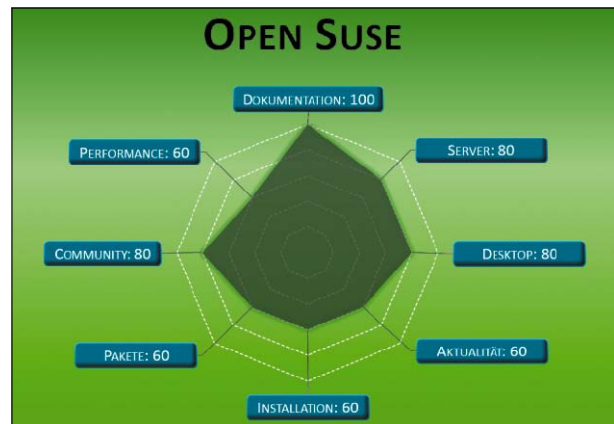 OPEN SUSE
DOKUMENTATION: 100
PERFORMANCE: 60
SERVER: 80
COMMUNITY: 80
DESKTOP: 80
PAKETE: 60
AKTUALITÄT: 60
INSTALLATION: 60